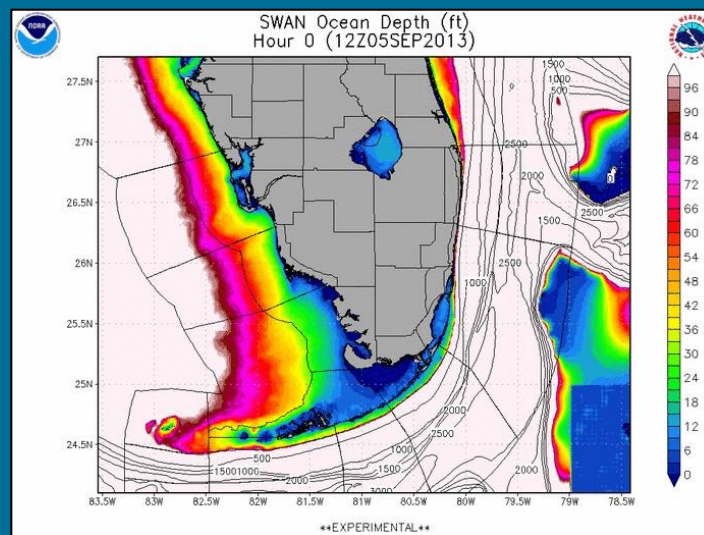 SWAN Ocean Depth (ft)
Hour 0 (12Z05SEP2013)
NOAA
27.5N
27N
26.5N
26N
25.5N
25N
24.5N
83.5W
83W
82.5W
82W
81.5W
81W
80.5W
80W
79.5W
79W
78.5W
1500
1000
500
2500
2000
1500
2500
0
2500
1000
2000
2500
1000
1500
2000
500
15001000
2000
96
90
84
78
72
66
60
54
48
42
36
30
24
18
12
6
0
**EXPERIMENTAL**